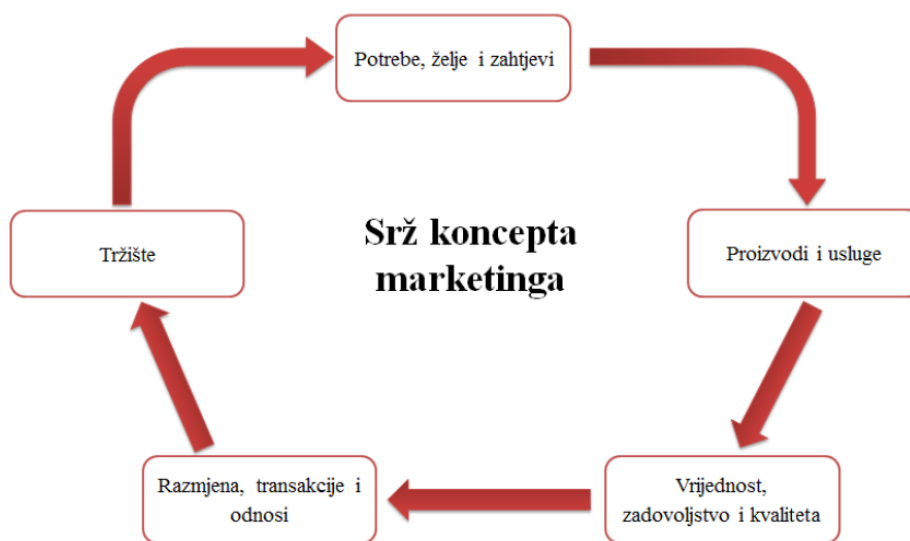 Potrebe, želje i zahtjevi
Srž koncepta
marketinga
Tržište
Proizvodi i usluge
Razmjena, transakcije i
odnosi
Vrijednost,
zadovoljstvo i kvaliteta